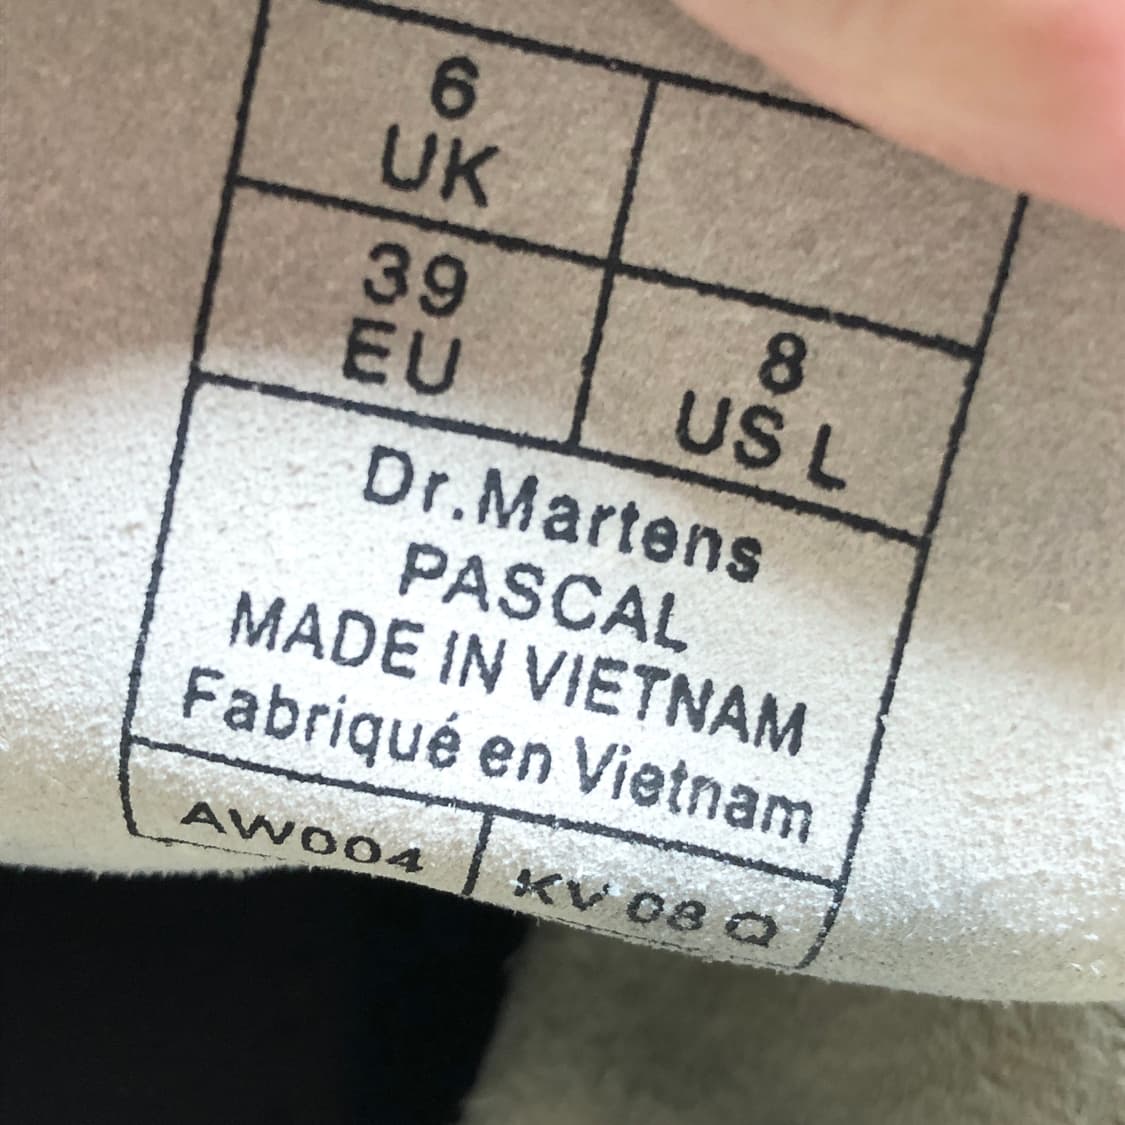 6
UK
39
EU
8
US L
Dr.Martens
PASCAL
MADE IN VIETNAM
Fabriqué en Vietnam
AW004
KV 08 Q